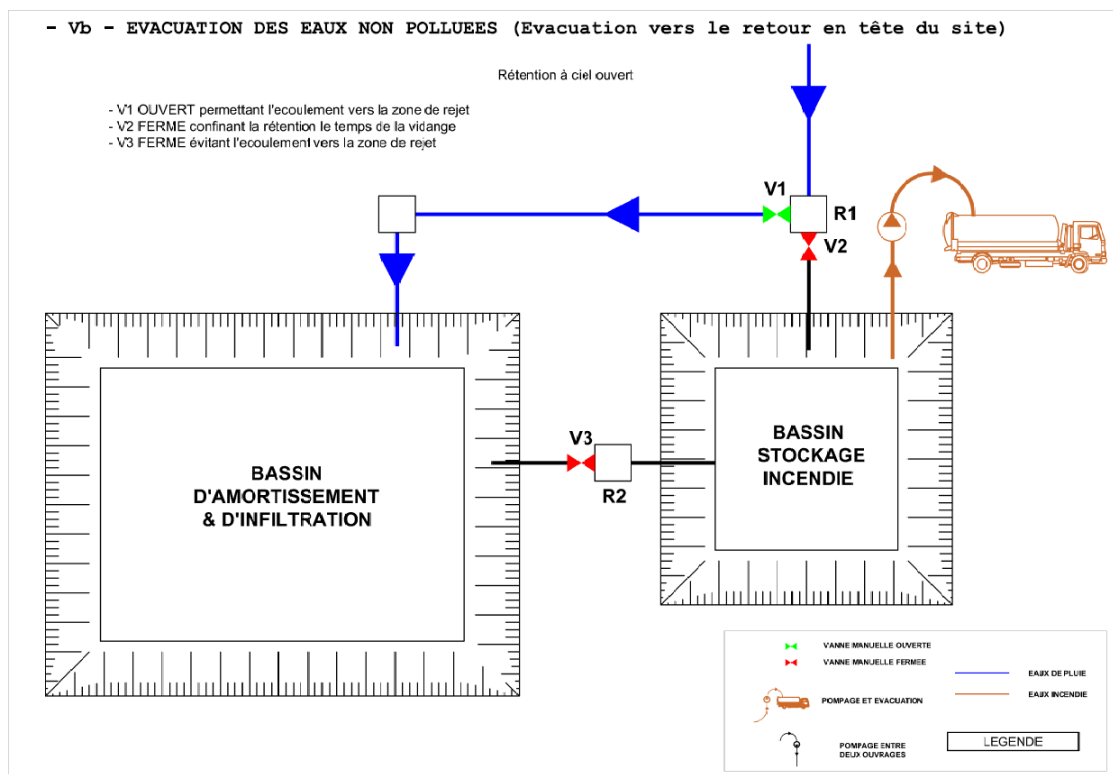 - Vb - EVACUATION DES EAUX NON POLLUEES (Evacuation vers le retour en tête du site)
Rétention à ciel ouvert
- V1 OUVERT permettant l'ecoulement vers la zone de rejet
- V2 FERME confinant la rétention le temps de la vidange
- V3 FERME évitant l'ecoulement vers la zone de rejet
V1
R1
V2
BASSIN
D'AMORTISSEMENT
& D'INFILTRATION
V3
R2
BASSIN
STOCKAGE
INCENDIE
VANNE MANUELLE OUVERTE
VANNE MANUELLE FERMEE
EAUX DE PLUIE
EAUX INCENDIE
POMPAGE ET EVACUATION
POMPAGE ENTRE
DEUX OUVRAGES
LEGENDIE